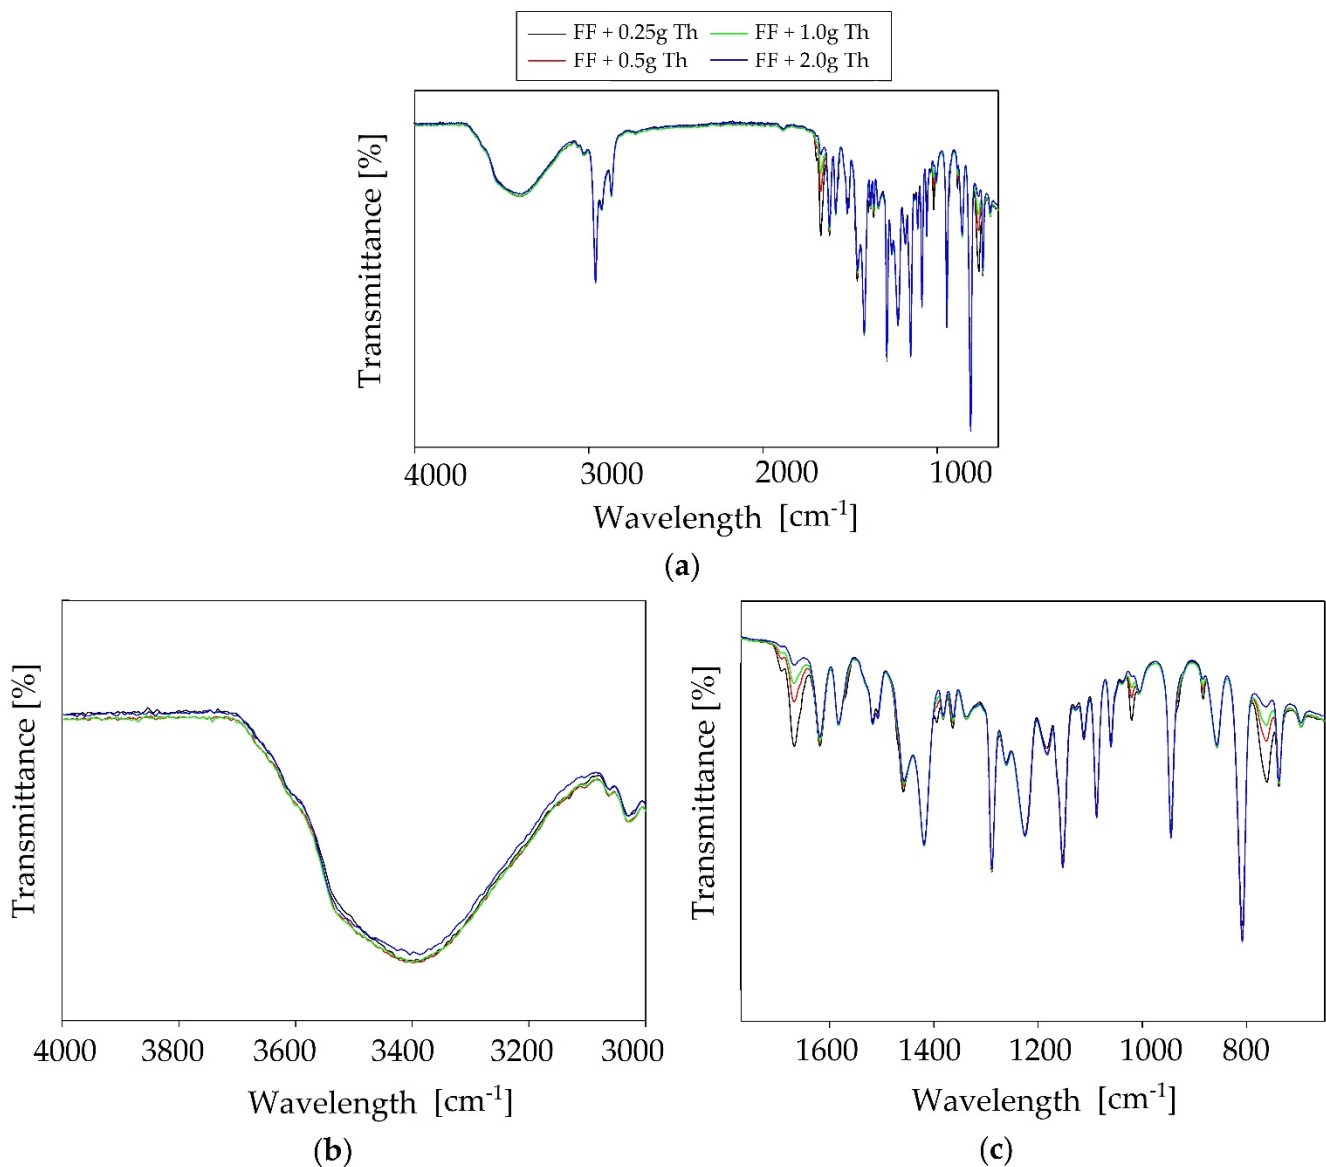 FF + 0.25g Th FF + 1.0g Th
FF + 0.5g Th FF + 2.0g Th
Transmittance [%]
4000 3000 2000 1000
Wavelength [cm-1]
(a)
Transmittance [%]
4000 3800 3600 3400 3200 3000
Wavelength [cm-1]
(b)
Transmittance [%]
1600 1400 1200 1000 800
Wavelength [cm-1]
(c)